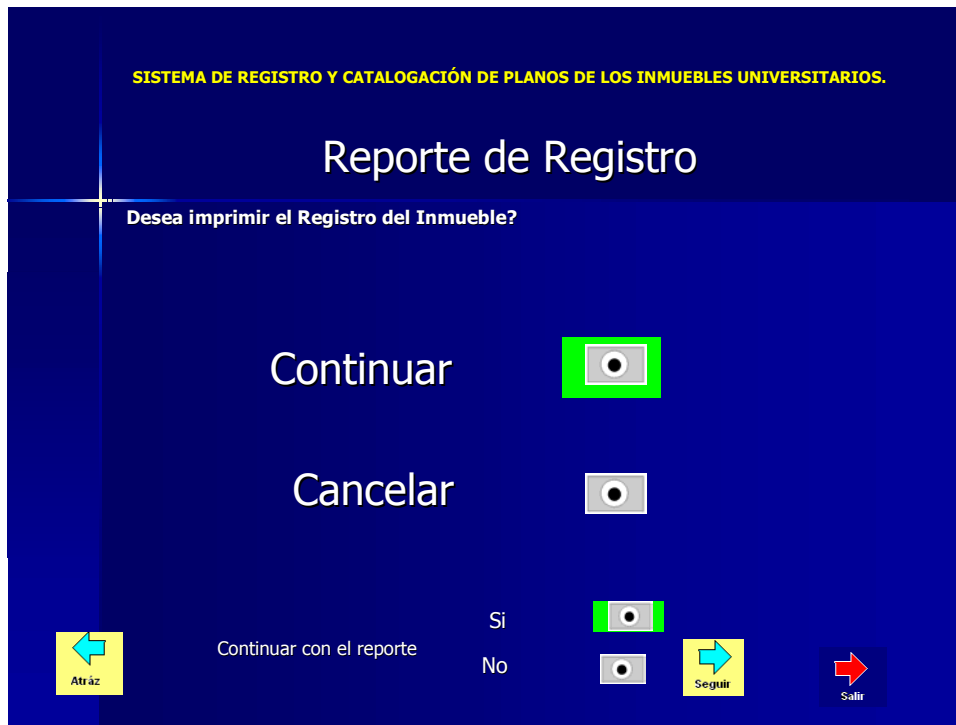 SISTEMA DE REGISTRO Y CATALOGACIÓN DE PLANOS DE LOS INMUEBLES UNIVERSITARIOS.
Reporte de Registro
Desea imprimir el Registro del Inmueble?
Continuar
Cancelar
Si
Continuar con el reporte
No
Atráz
Seguir
Salir